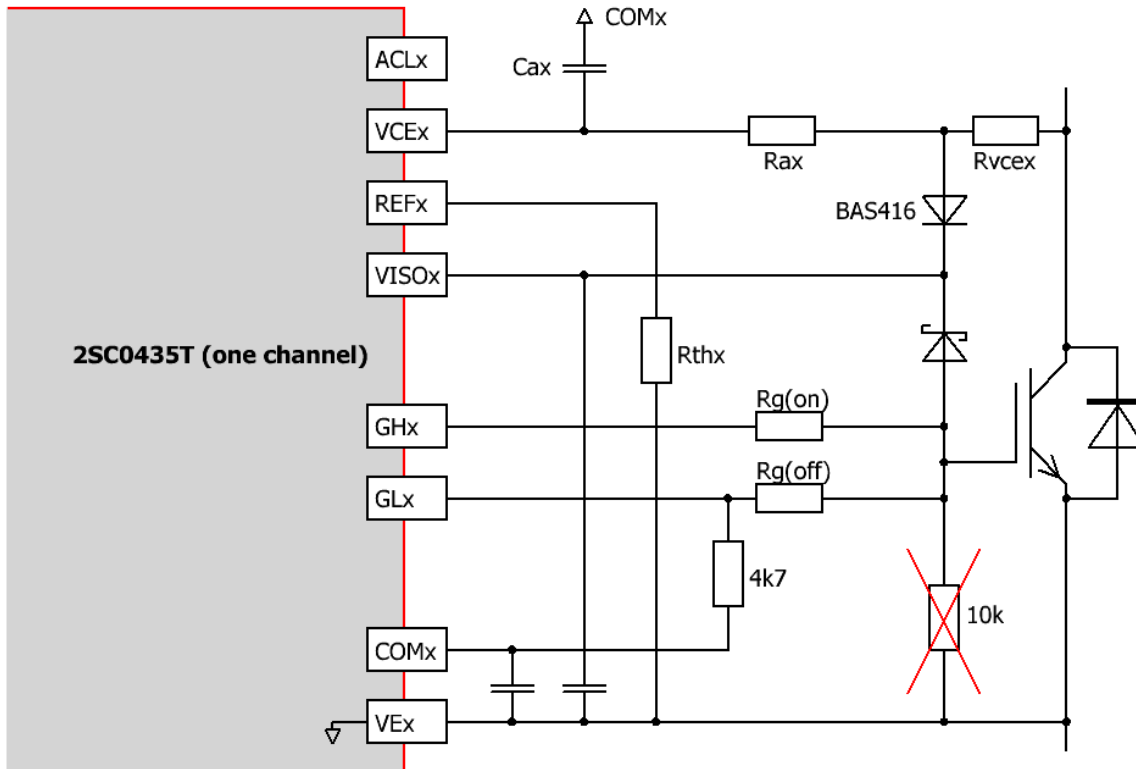 COMx
ACLx
Cax
VCEx
Rax
Rvcex
REFx
BAS416
VISOx
2SC0435T (one channel)
Rthx
Rg(on)
GHx
Rg(off)
GLx
4k7
10k
COMx
VEx